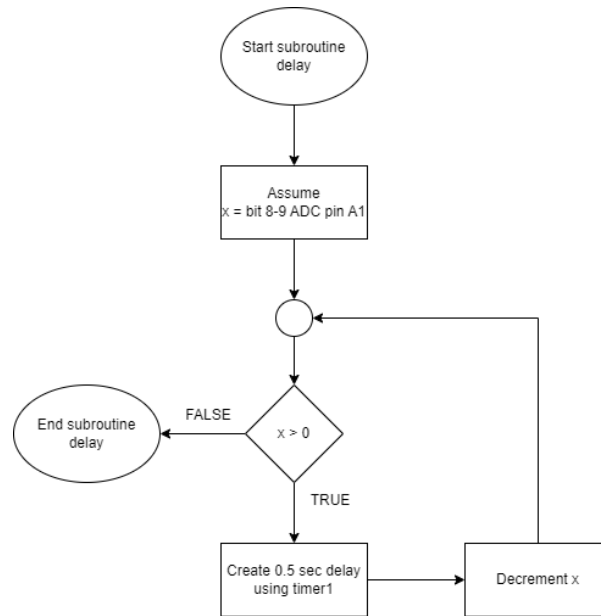 Start subroutine
delay
Assume
x = bit 8-9 ADC pin A1
FALSE
End subroutine
delay
x > 0
TRUE
Create 0.5 sec delay
using timer1
Decrement x